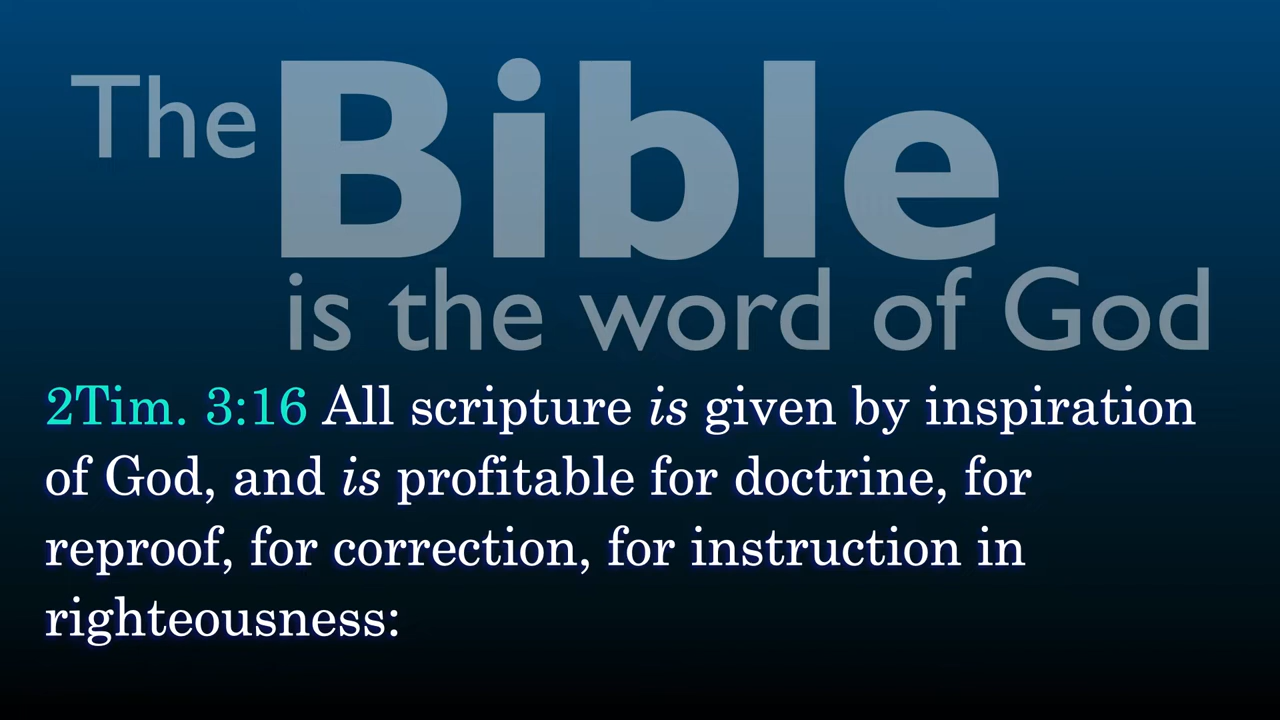 The Bible
is the word of God
2Tim. 3:16 All scripture is given by inspiration
of God, and is profitable for doctrine, for
reproof, for correction, for instruction in
righteousness: